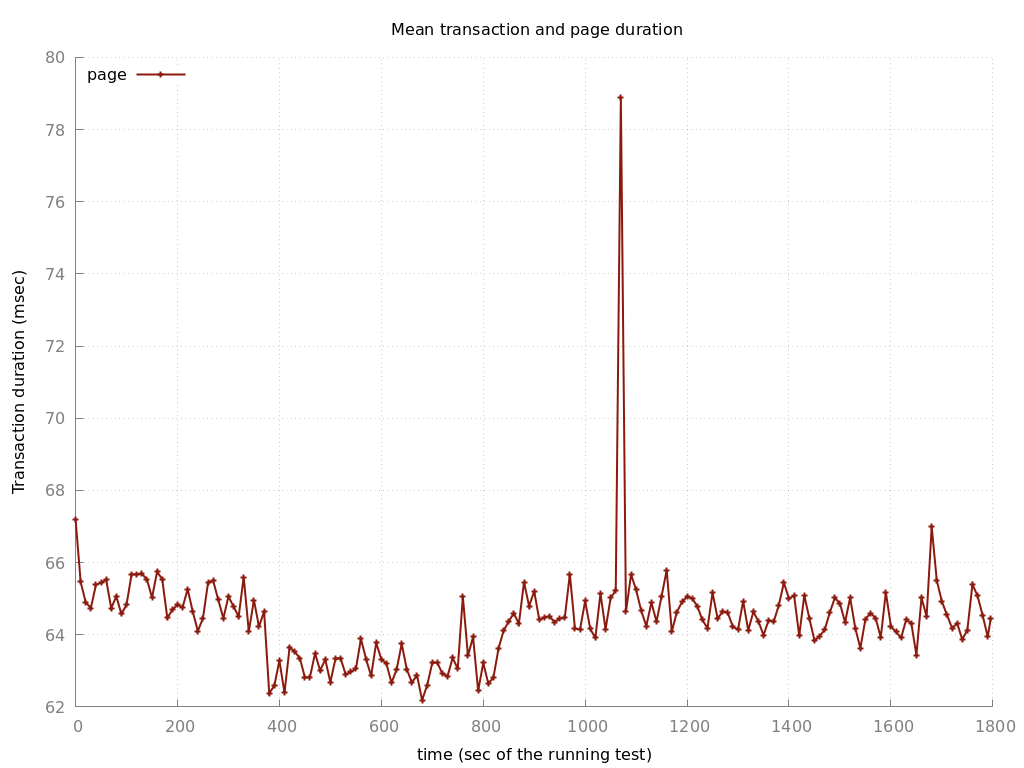 Mean transaction and page duration
page
80
78
76
74
72
70
68
66
64
62
Transaction duration (msec)
0 200 400 600 800 1000 1200 1400 1600 1800
time (sec of the running test)